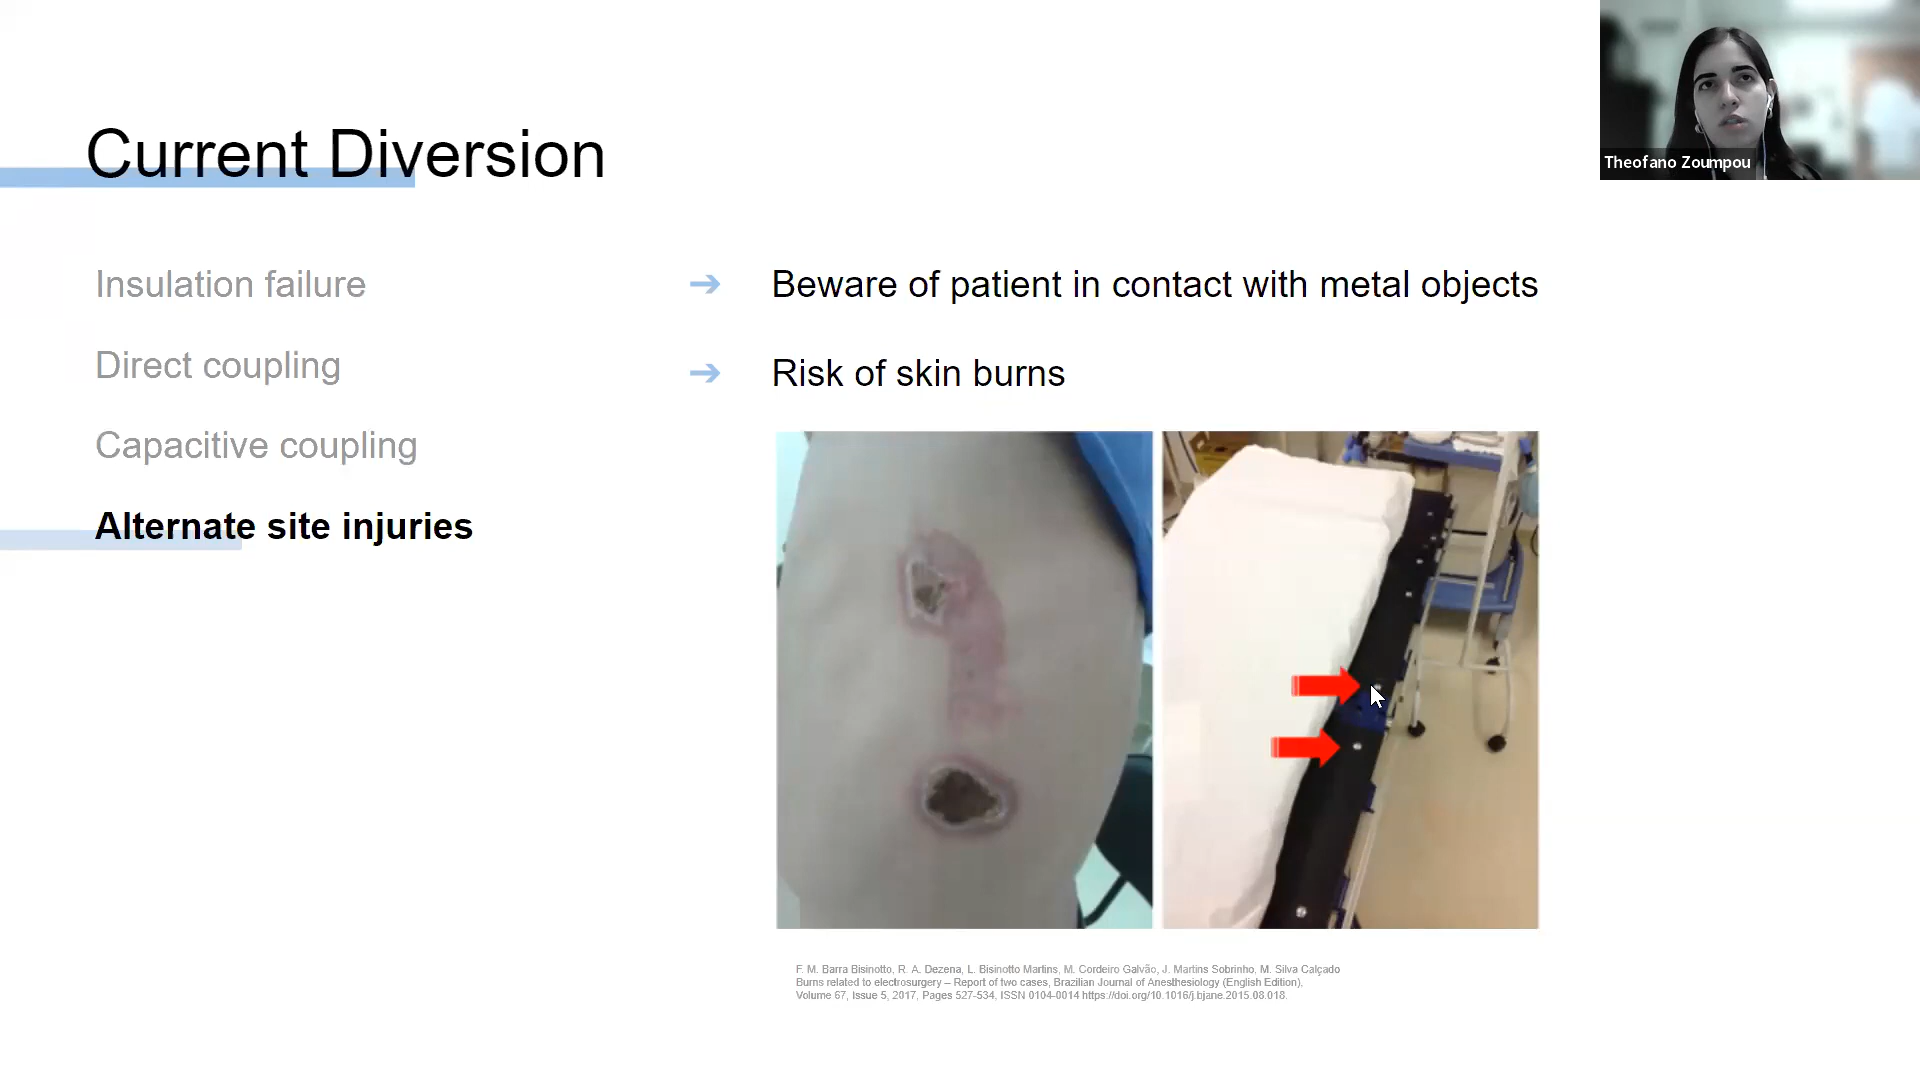 Current Diversion
Theofano Zoumpou
Insulation failure
Direct coupling
Capacitive coupling
Alternate site injuries
➔ Beware of patient in contact with metal objects
➔ Risk of skin burns
F. M. Barra Bisinotto, R. A. Dezena, L. Bisinotto Martins, M. Cordeiro Galvão, J. Martins Sobrinho, M. Silva Calçado
Burns related to electrosurgery – Report of two cases, Brazilian Journal of Anesthesiology (English Edition),
Volume 67, Issue 5, 2017, Pages 527-534, ISSN 0104-0014 https://doi.org/10.1016/j.bjane.2015.08.018.